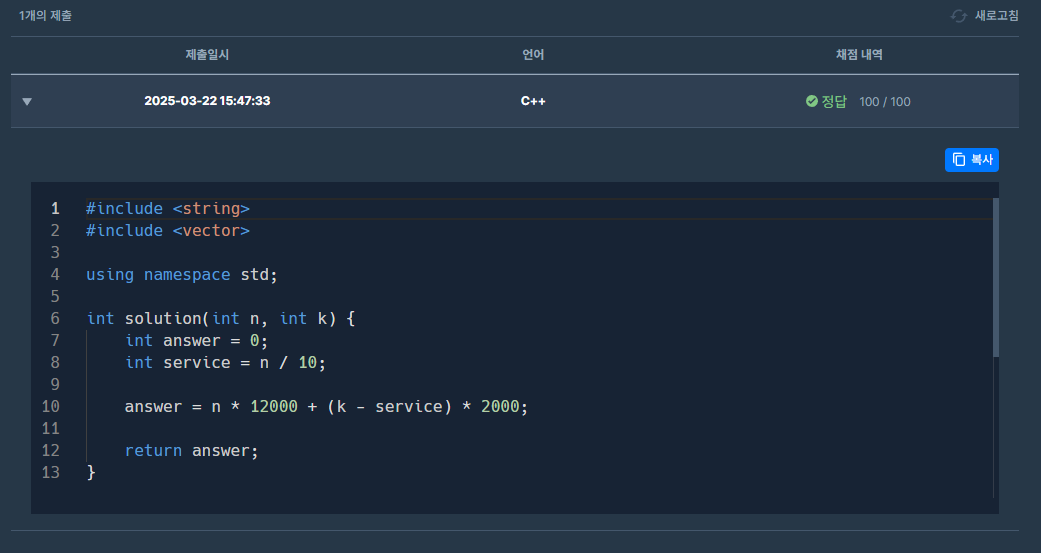 1개의 제출 새로고침
제출일시 언어 채점 내역
2025-03-22 15:47:33 C++ 정답 100 / 100
복사
1 #include <string>
2 #include <vector>
3
4 using namespace std;
5
6 int solution(int n, int k) {
7     int answer = 0;
8     int service = n / 10;
9
10     answer = n * 12000 + (k - service) * 2000;
11
12     return answer;
13 }